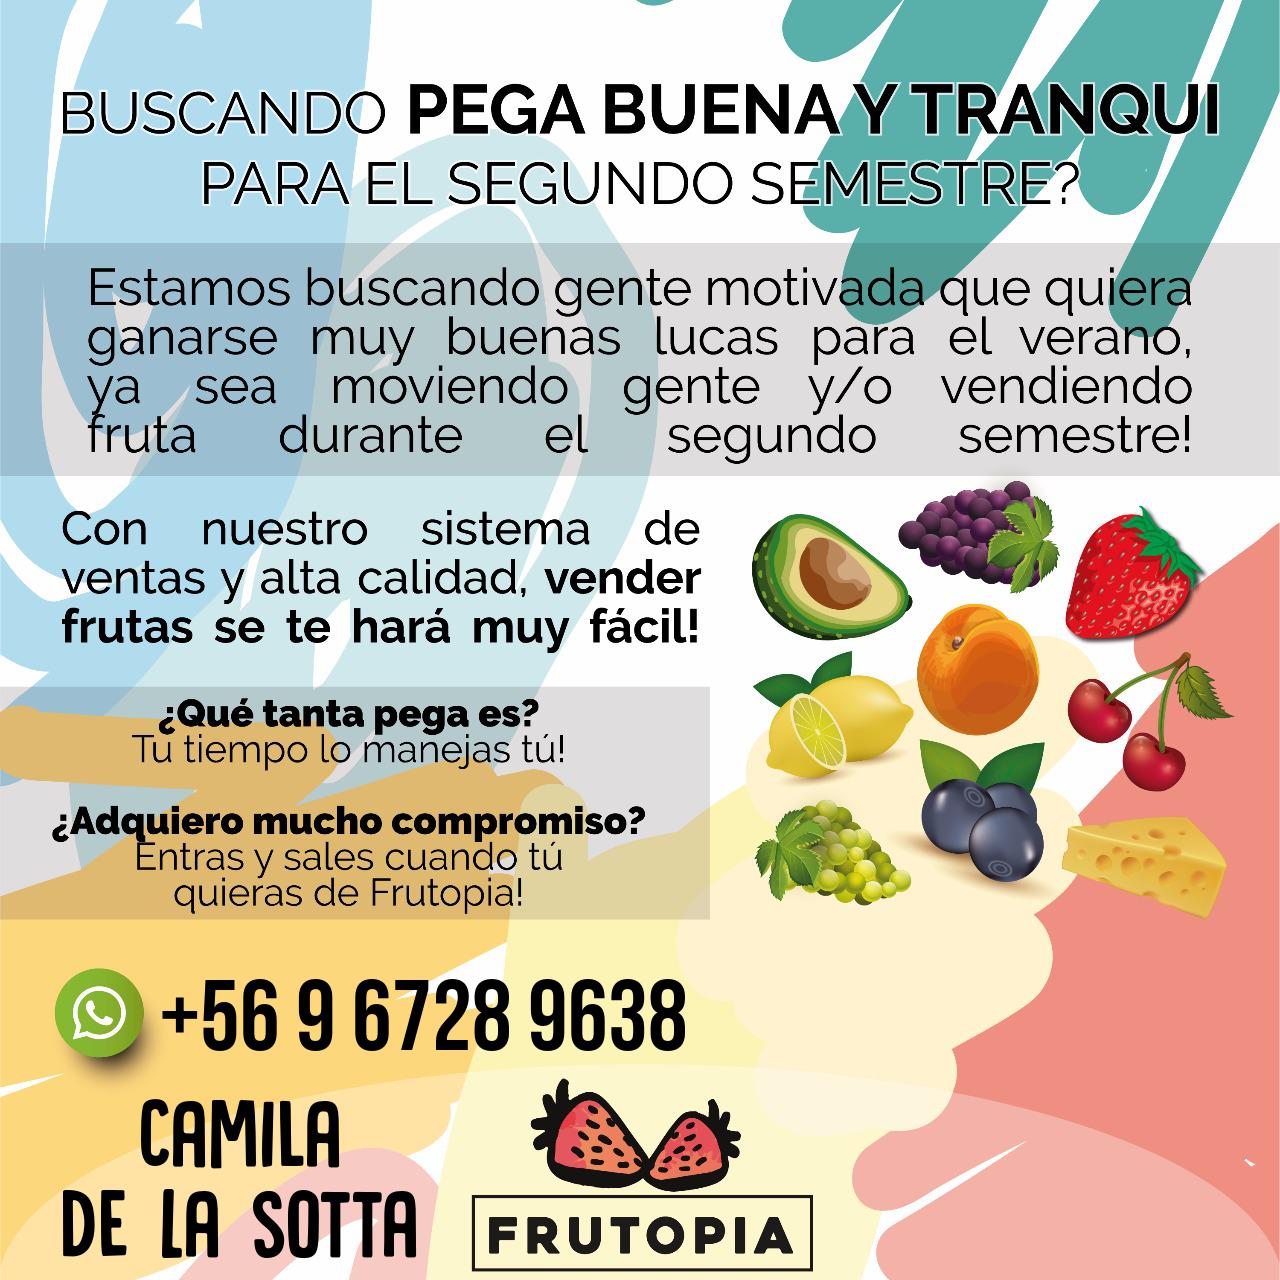 BUSCANDO PEGA BUENA Y TRANQUI
PARA EL SEGUNDO SEMESTRE?
Estamos buscando gente motivada que quiera
ganarse muy buenas lucas para el verano,
ya sea moviendo gente y/o vendiendo
fruta durante el segundo semestre!
Con nuestro sistema de
ventas y alta calidad, vender
frutas se te hará muy fácil!
¿Qué tanta pega es?
Tu tiempo lo manejas tú!
¿Adquiero mucho compromiso?
Entras y sales cuando tú
quieras de Frutopia!
+56 9 6728 9638
CAMILA
DE LA SOTTA
FRUTOPIA